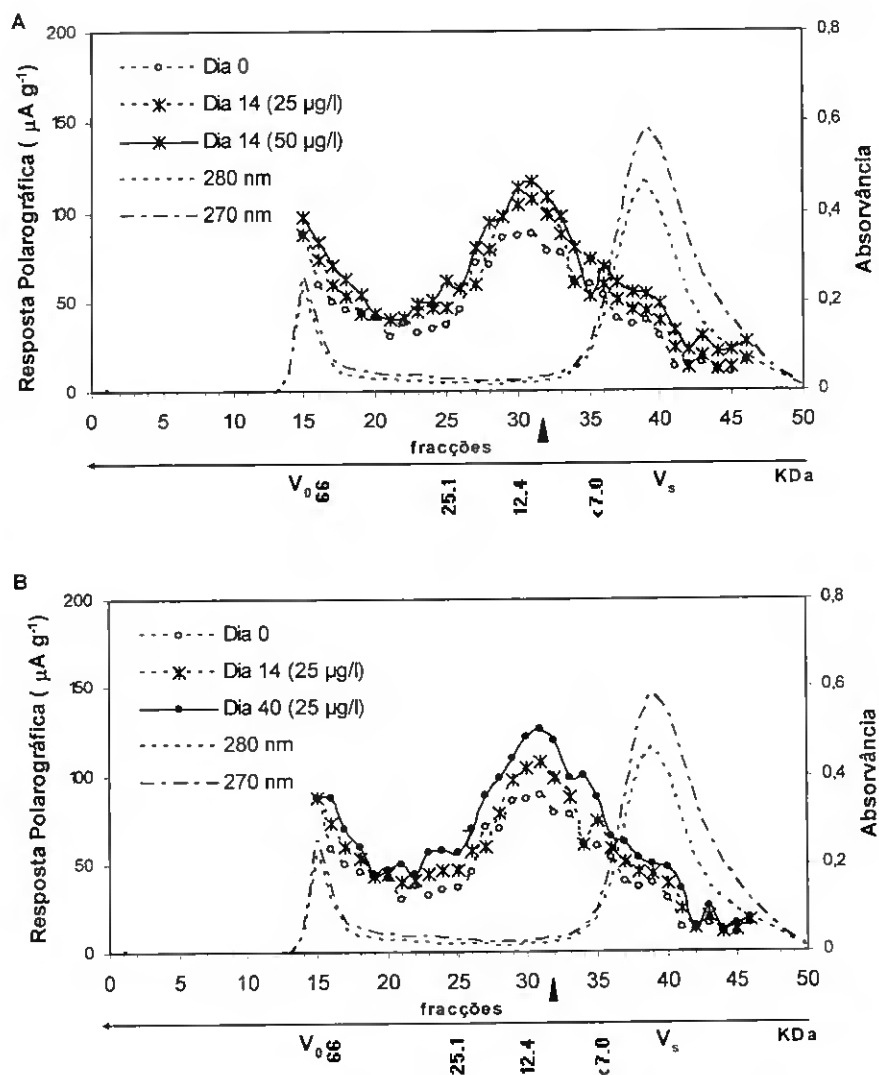 A
Resposta Polarográfica ( µA g⁻¹)
200
150
100
50
0
Dia 0
Dia 14 (25 µg/l)
Dia 14 (50 µg/l)
280 nm
270 nm
0,8
0,6
0,4
0,2
0
Absorvância
0 5 10 15 20 25 30 35 40 45 50
fracções
V₀ 66 25.1 12.4 <7.0 Vₛ KDa
B
Resposta Polarográfica ( µA g⁻¹)
200
150
100
50
0
Dia 0
Dia 14 (25 µg/l)
Dia 40 (25 µg/l)
280 nm
270 nm
0,8
0,6
0,4
0,2
0
Absorvância
0 5 10 15 20 25 30 35 40 45 50
fracções
V₀ 66 25.1 12.4 <7.0 Vₛ KDa